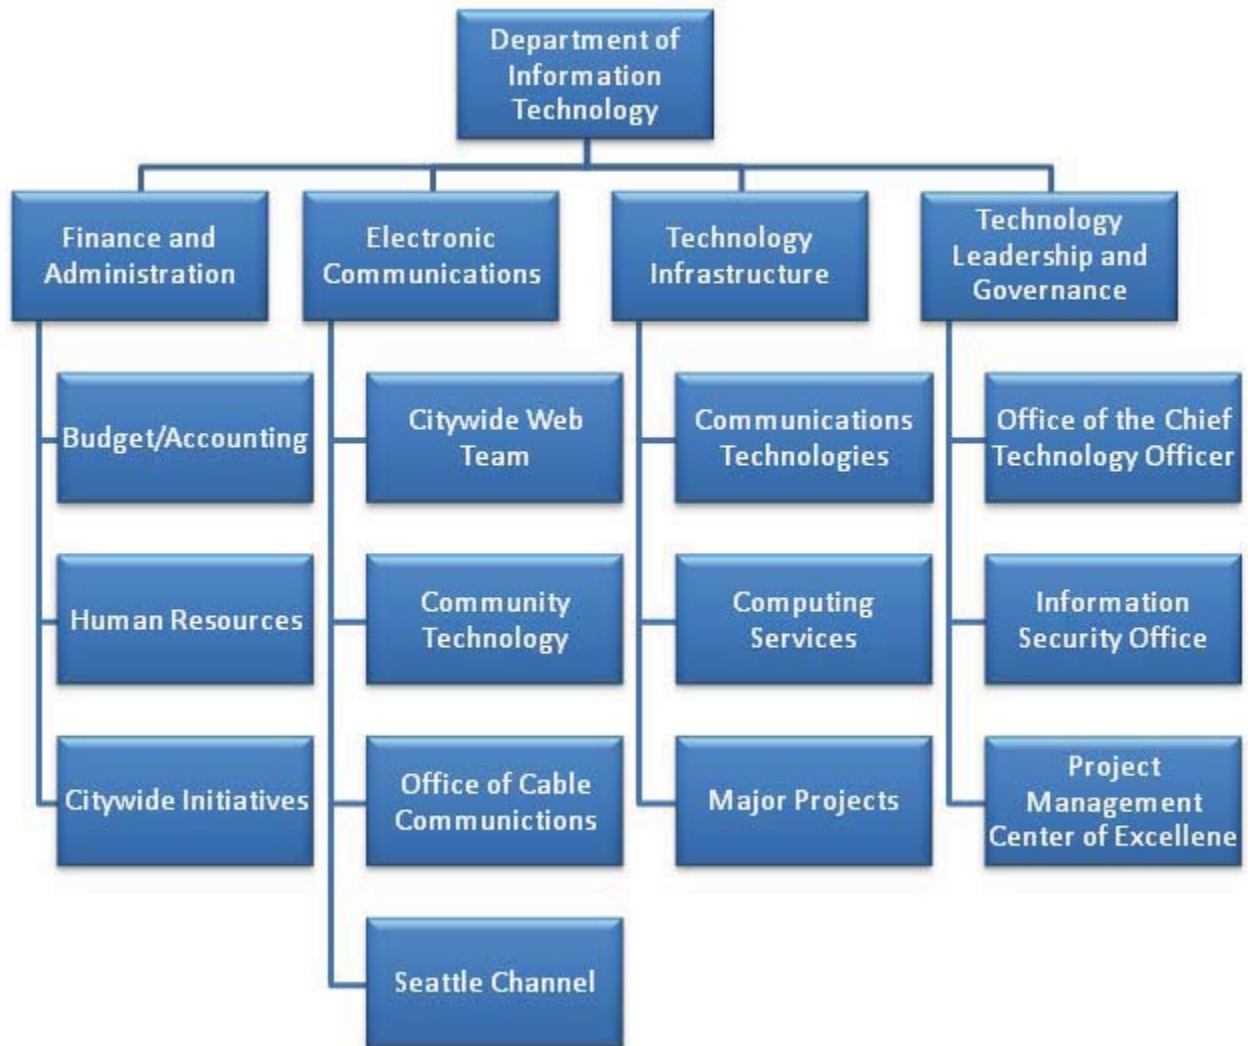 Department of
Information
Technology
Finance and
Administration
Electronic
Communications
Technology
Infrastructure
Technology
Leadership and
Governance
Budget/Accounting
Human Resources
Citywide Initiatives
Citywide Web
Team
Community
Technology
Office of Cable
Communictions
Seattle Channel
Communications
Technologies
Computing
Services
Major Projects
Office of the Chief
Technology Officer
Information
Security Office
Project
Management
Center of Excellene